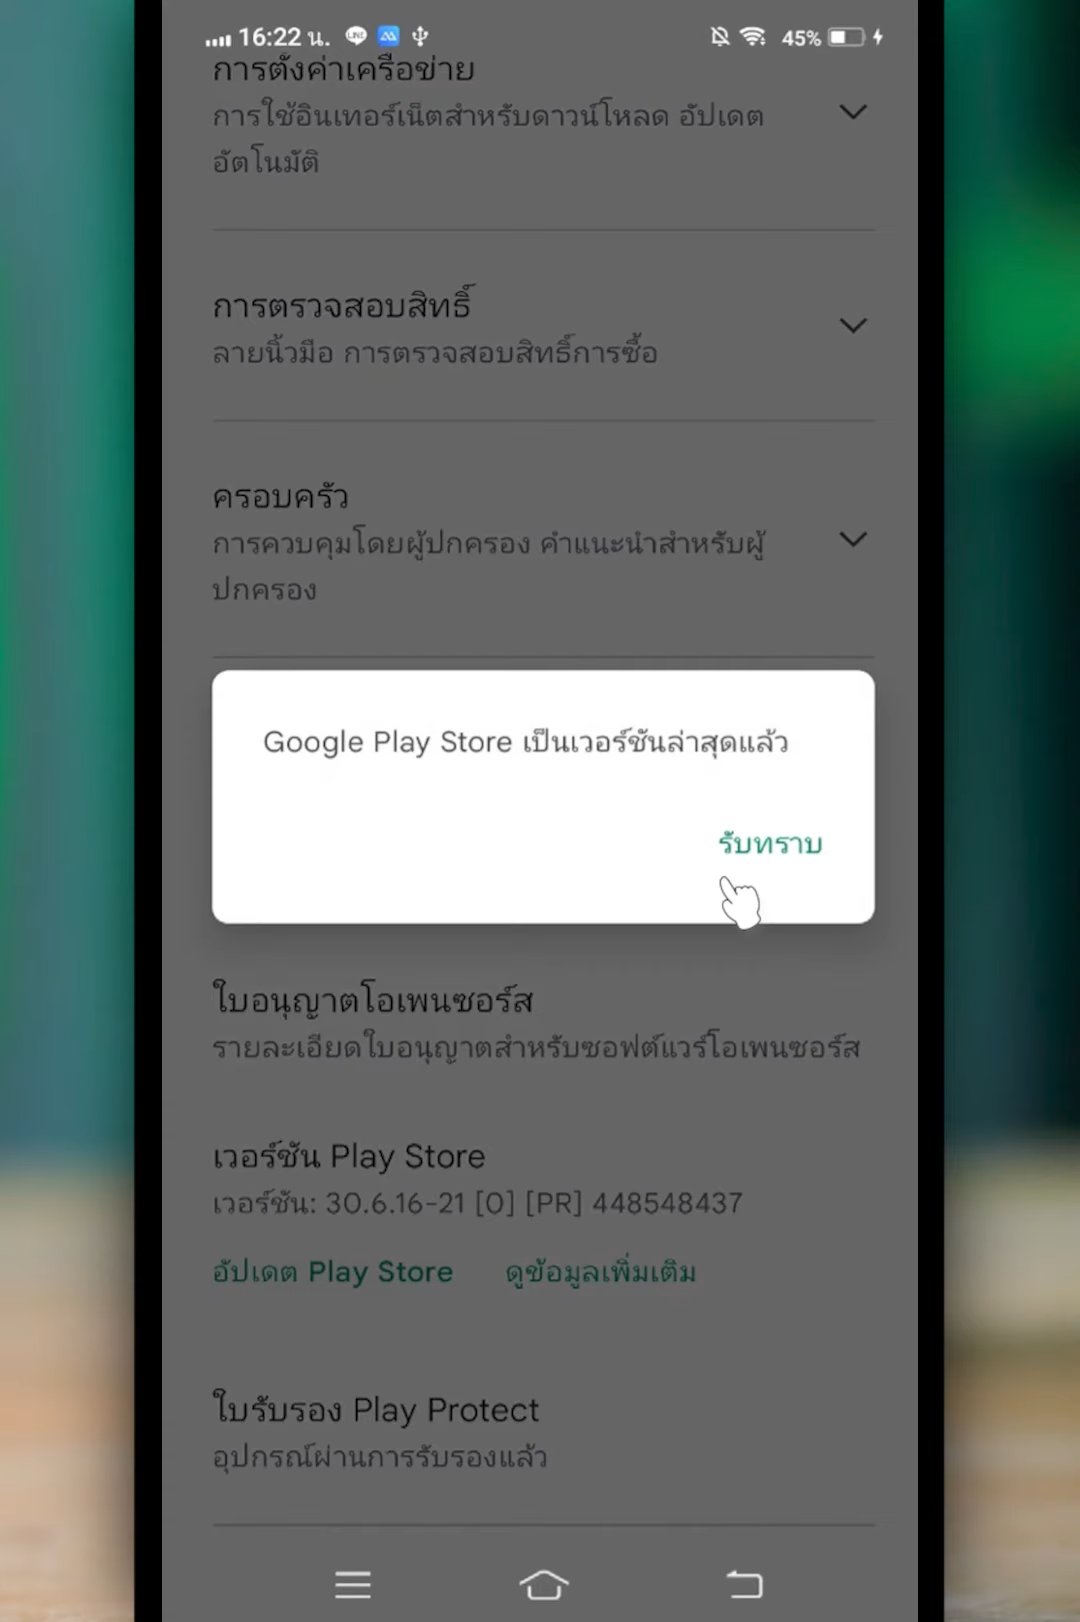 16:22 น.
45%
การตั้งค่าเครือข่าย
การใช้อินเทอร์เน็ตสำหรับดาวน์โหลด อัปเดต
อัตโนมัติ
การตรวจสอบสิทธิ์
ลายนิ้วมือ การตรวจสอบสิทธิ์การซื้อ
ครอบครัว
การควบคุมโดยผู้ปกครอง คำแนะนำสำหรับผู้
ปกครอง
Google Play Store เป็นเวอร์ชันล่าสุดแล้ว
รับทราบ
ใบอนุญาตโอเพนซอร์ส
รายละเอียดใบอนุญาตสำหรับซอฟต์แวร์โอเพนซอร์ส
เวอร์ชัน Play Store
เวอร์ชัน: 30.6.16-21 [0] [PR] 448548437
อัปเดต Play Store ดูข้อมูลเพิ่มเติม
ใบรับรอง Play Protect
อุปกรณ์ผ่านการรับรองแล้ว